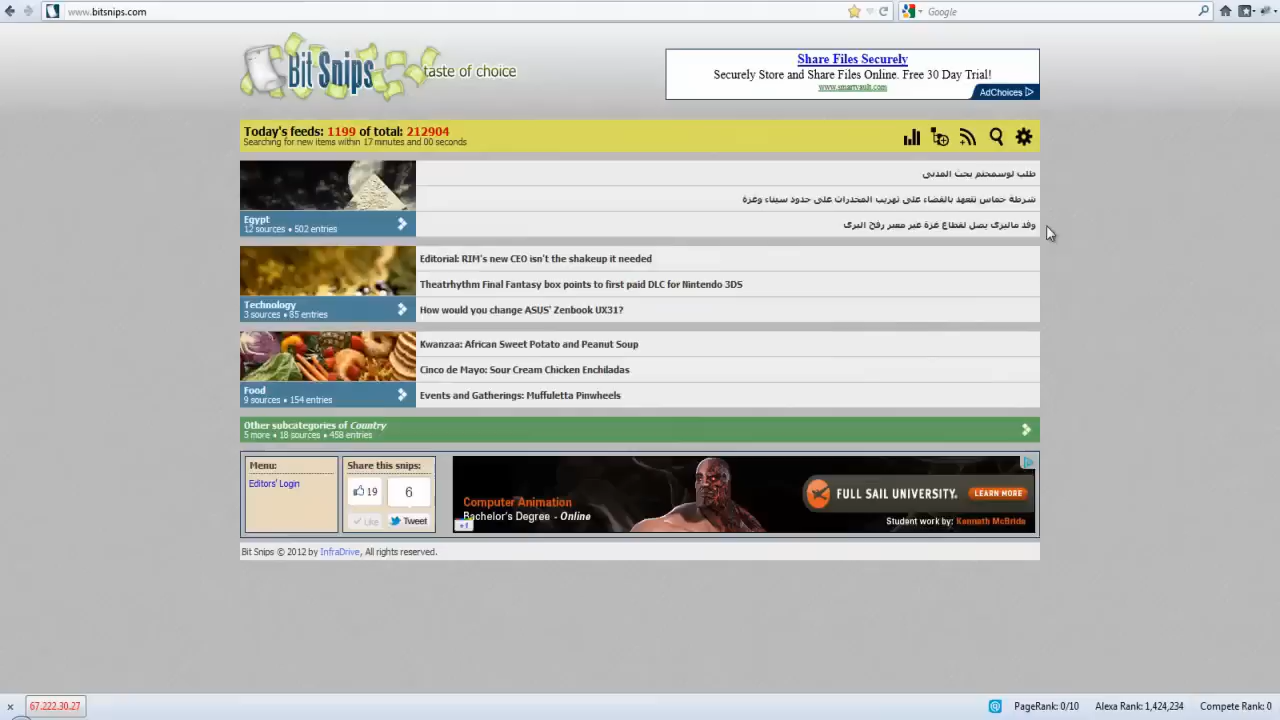 www.bitsnips.com
Google
Bit Snips
taste of choice
Share Files Securely
Securely Store and Share Files Online. Free 30 Day Trial!
www.smartvault.com
AdChoices
Today's feeds: 1199 of total: 212904
Searching for new items within 17 minutes and 00 seconds
طلب لوسمحتم بحث المدنى
شرطة حماس تتعهد بالقضاء على تهريب المخدرات على حدود سيناء وغزة
وفد ماليزى يصل لقطاع غزة عبر معبر رفح البرى
Egypt
12 sources • 502 entries
Editorial: RIM's new CEO isn't the shakeup it needed
Theatrhythm Final Fantasy box points to first paid DLC for Nintendo 3DS
How would you change ASUS' Zenbook UX31?
Technology
3 sources • 85 entries
Kwanzaa: African Sweet Potato and Peanut Soup
Cinco de Mayo: Sour Cream Chicken Enchiladas
Events and Gatherings: Muffuletta Pinwheels
Food
9 sources • 154 entries
Other subcategories of Country
5 more • 18 sources • 458 entries
Menu:
Editors' Login
Share this snips:
19
6
Like
Tweet
Computer Animation
Bachelor's Degree - Online
+1
FULL SAIL UNIVERSITY.
LEARN MORE
Student work by: Kennath McBride
Bit Snips © 2012 by InfraDrive, All rights reserved.
67.222.30.27
PageRank: 0/10
Alexa Rank: 1,424,234
Compete Rank: 0